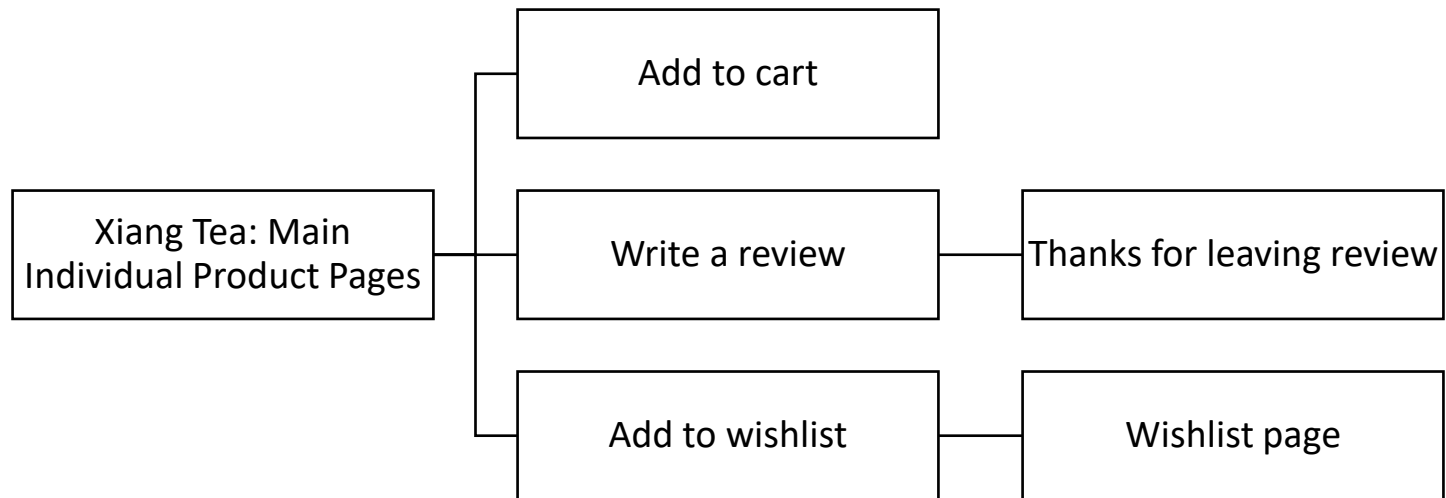 Add to cart
Xiang Tea: Main
Individual Product Pages
Write a review
Thanks for leaving review
Add to wishlist
Wishlist page